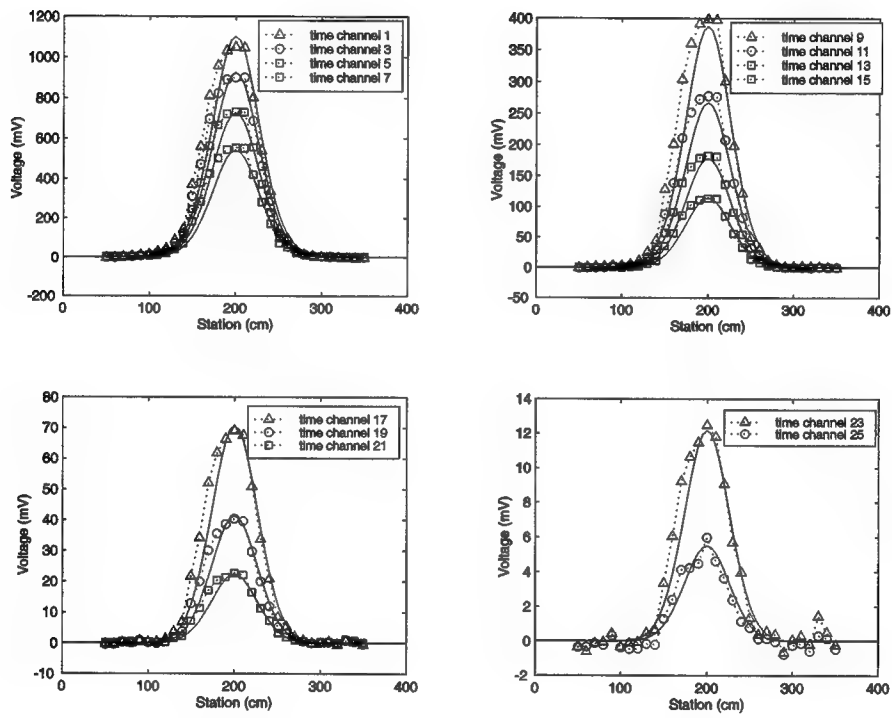 1200
1000
800
600
400
200
0
-200
Voltage (mV)
time channel 1
time channel 3
time channel 5
time channel 7
0
100
200
300
400
Station (cm)
400
350
300
250
200
150
100
50
0
-50
Voltage (mV)
time channel 9
time channel 11
time channel 13
time channel 15
0
100
200
300
400
Station (cm)
80
70
60
50
40
30
20
10
0
-10
Voltage (mV)
time channel 17
time channel 19
time channel 21
0
100
200
300
400
Station (cm)
14
12
10
8
6
4
2
0
-2
Voltage (mV)
time channel 23
time channel 25
0
100
200
300
400
Station (cm)